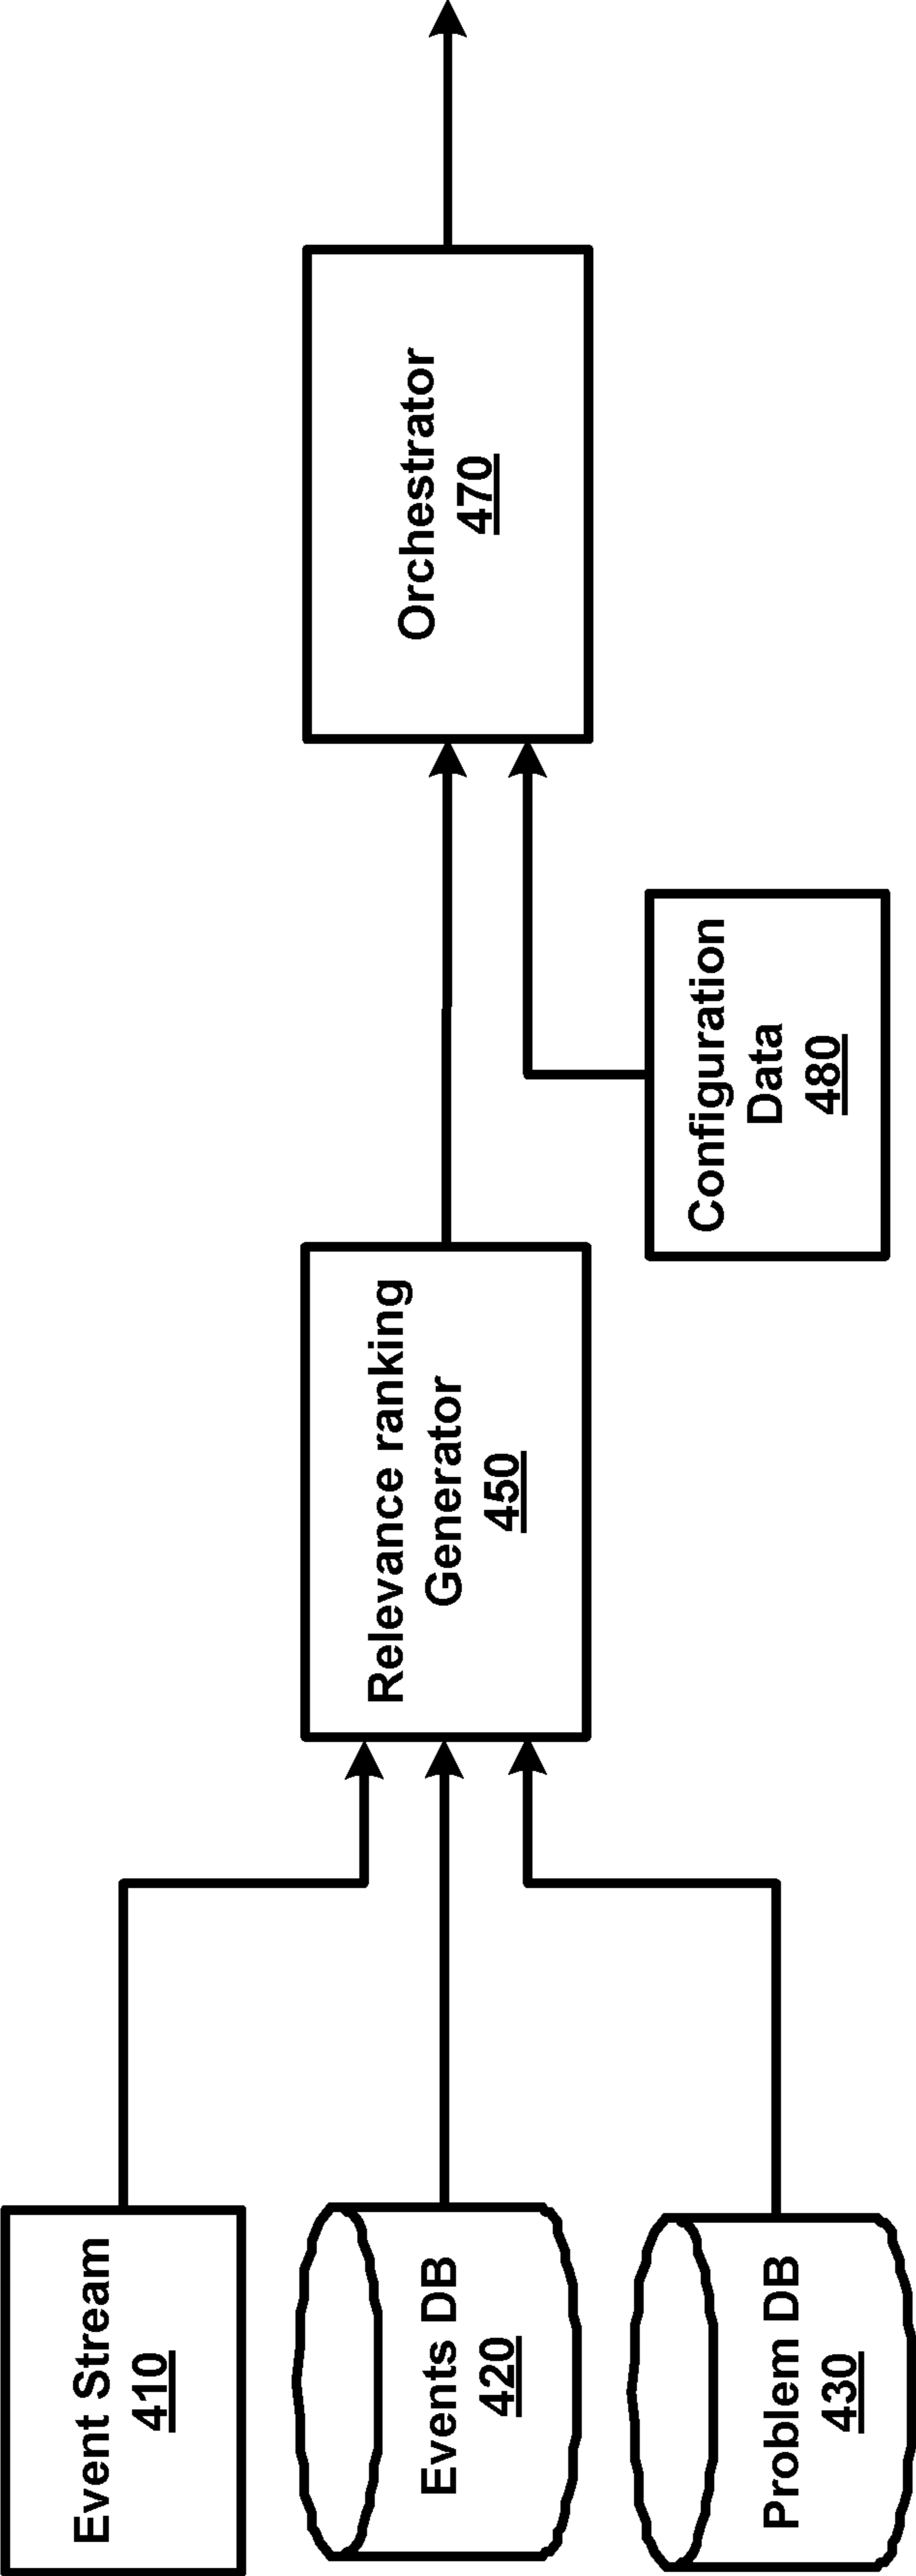 Event Stream
410
Events DB
420
Problem DB
430
Relevance ranking
Generator
450
Configuration
Data
480
Orchestrator
470